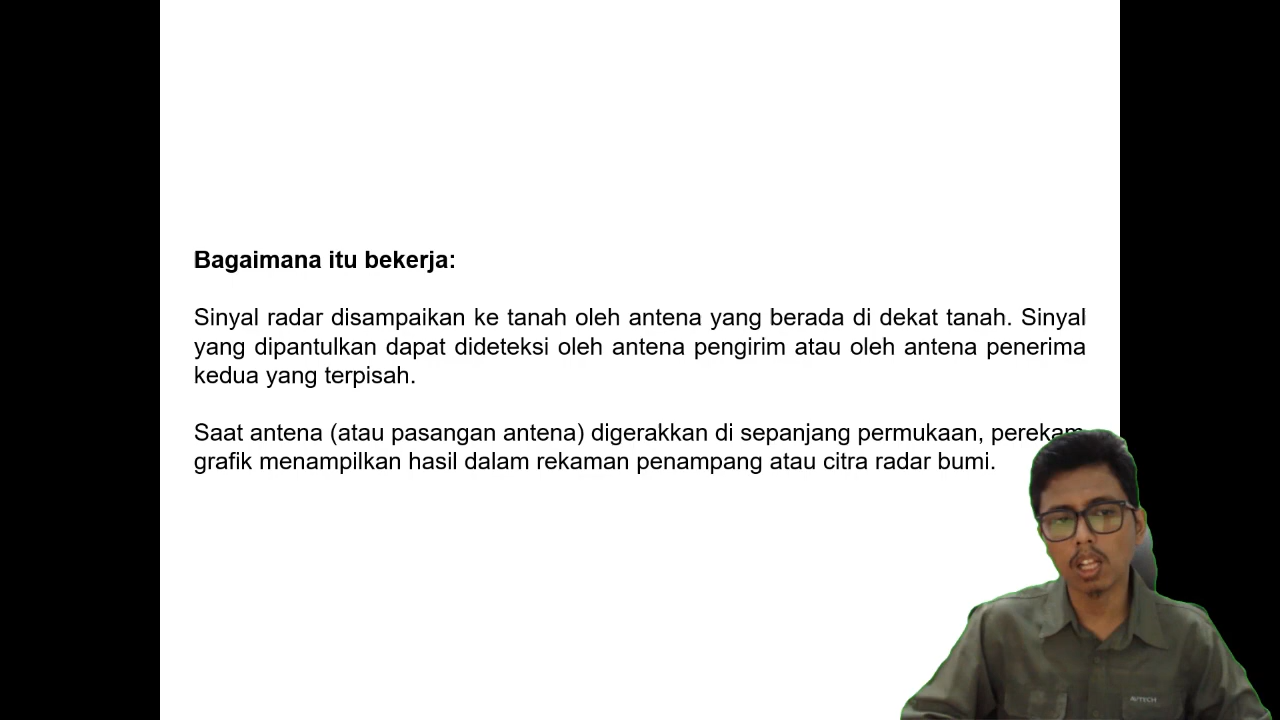 Bagaimana itu bekerja:
Sinyal radar disampaikan ke tanah oleh antena yang berada di dekat tanah. Sinyal
yang dipantulkan dapat dideteksi oleh antena pengirim atau oleh antena penerima
kedua yang terpisah.
Saat antena (atau pasangan antena) digerakkan di sepanjang permukaan, perekam
grafik menampilkan hasil dalam rekaman penampang atau citra radar bumi.